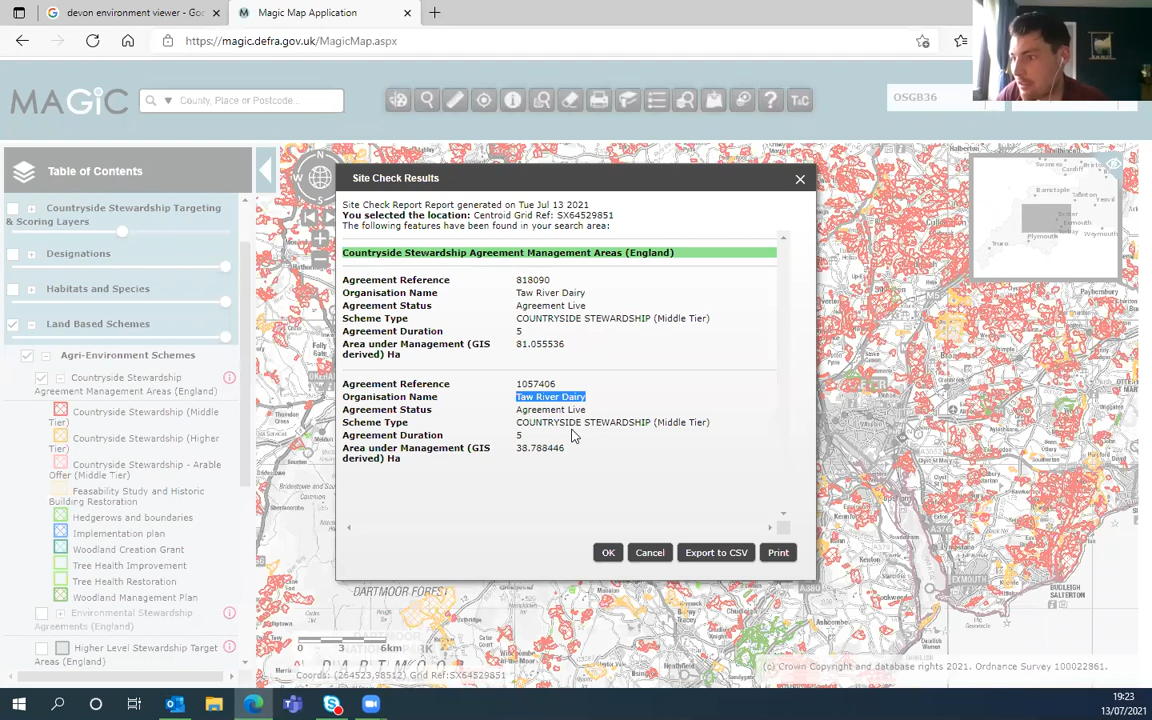 devon environment viewer - Goo
Magic Map Application
https://magic.defra.gov.uk/MagicMap.aspx
MAGiC
County, Place or Postcode...
T&C
OSGB36
Table of Contents
Countryside Stewardship Targeting
& Scoring Layers
Designations
Habitats and Species
Land Based Schemes
Agri-Environment Schemes
Countryside Stewardship
Agreement Management Areas (England)
Countryside Stewardship (Middle
Tier)
Countryside Stewardship (Higher
Tier)
Countryside Stewardship - Arable
Offer (Middle Tier)
Feasability Study and Historic
Building Restoration
Hedgerows and boundaries
Implementation plan
Woodland Creation Grant
Tree Health Improvement
Tree Health Restoration
Woodland Management Plan
Environmental Stewardship
Agreements (England)
Higher Level Stewardship Target
Areas (England)
Site Check Results
Site Check Report Report generated on Tue Jul 13 2021
You selected the location: Centroid Grid Ref: SX64529851
The following features have been found in your search area:
Countryside Stewardship Agreement Management Areas (England)
Agreement Reference 818090
Organisation Name Taw River Dairy
Agreement Status Agreement Live
Scheme Type COUNTRYSIDE STEWARDSHIP (Middle Tier)
Agreement Duration 5
Area under Management (GIS 81.055536
derived) Ha
Agreement Reference 1057406
Organisation Name Taw River Dairy
Agreement Status Agreement Live
Scheme Type COUNTRYSIDE STEWARDSHIP (Middle Tier)
Agreement Duration 5
Area under Management (GIS 38.788446
derived) Ha
OK Cancel Export to CSV Print
N
W
DARTMOOR FOREST
EXMOUTH
BUDLEIGH
SALTERTON
A376
M5
0 3 6km
Coords: (264523,98512) Grid Ref:SX64529851
(c) Crown Copyright and database rights 2021. Ordnance Survey 100022861.
19:23
13/07/2021